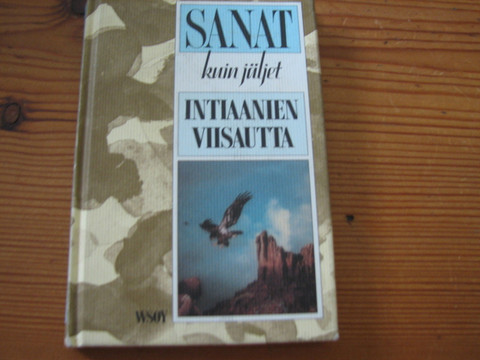 SANAT
kuin jäljet
INTIAANIEN
VIISAUTTA
WSOY